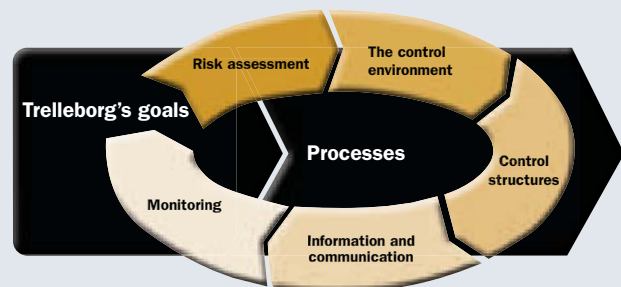 Risk assessment
The control
environment
Trelleborg's goals
Processes
Control
structures
Monitoring
Information and
communication